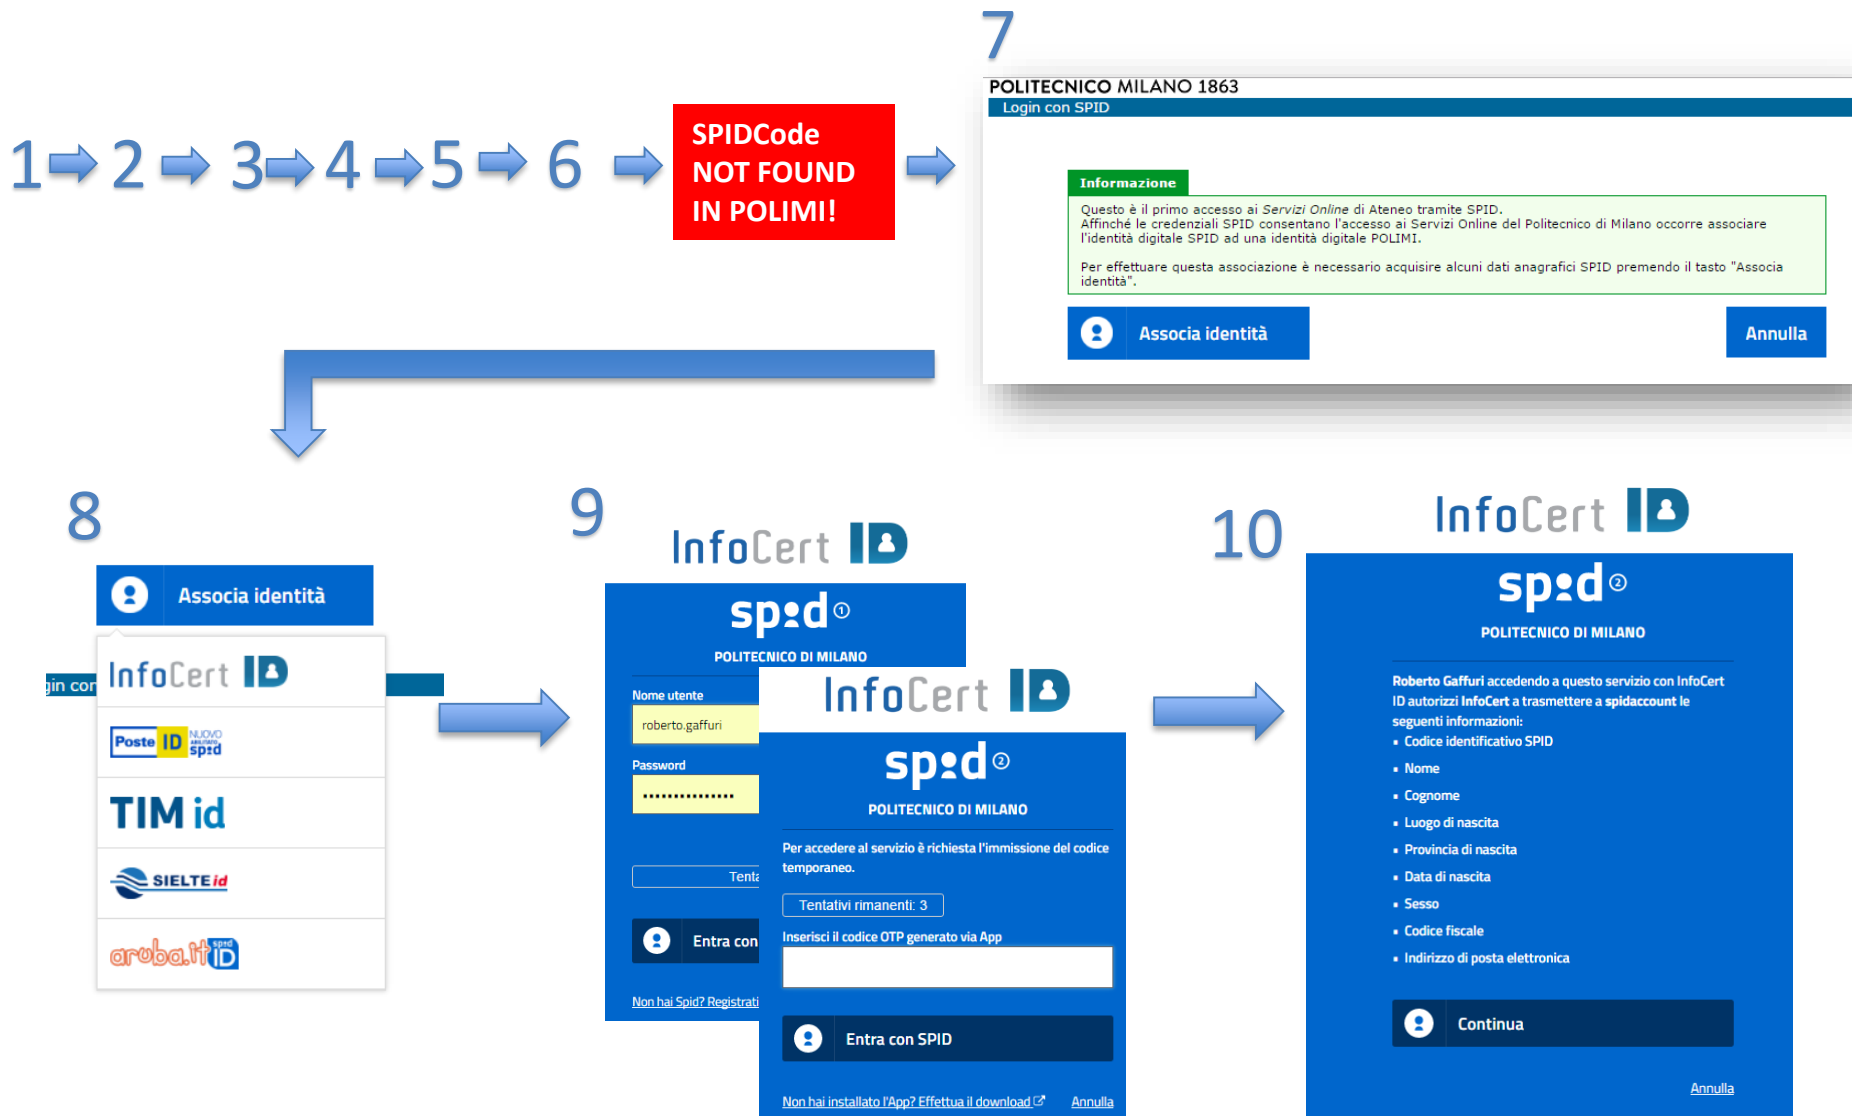 7
POLITECNICO MILANO 1863
Login con SPID
1 2 3 4 5 6
SPIDCode
NOT FOUND
IN POLIMI!
Informazione
Questo è il primo accesso ai Servizi Online di Ateneo tramite SPID.
Affinché le credenziali SPID consentano l'accesso ai Servizi Online del Politecnico di Milano occorre associare
l'identità digitale SPID ad una identità digitale POLIMI.
Per effettuare questa associazione è necessario acquisire alcuni dati anagrafici SPID premendo il tasto "Associa
identità".
Associa identità
Annulla
8
Associa identità
gin con
InfoCert ID
Poste ID NUOVO spid
TIM id
SIELTE id
aruba.it spid ID
9
InfoCert ID
spid 1
POLITECNICO DI MILANO
Nome utente
roberto.gaffuri
Password
...............
Tenta
Entra con
Non hai Spid? Registrati
InfoCert ID
spid 2
POLITECNICO DI MILANO
Per accedere al servizio è richiesta l'immissione del codice
temporaneo.
Tentativi rimanenti: 3
Inserisci il codice OTP generato via App
Entra con SPID
Non hai installato l'App? Effettua il download
Annulla
10
InfoCert ID
spid 2
POLITECNICO DI MILANO
Roberto Gaffuri accedendo a questo servizio con InfoCert
ID autorizzi InfoCert a trasmettere a spidaccount le
seguenti informazioni:
▪ Codice identificativo SPID
▪ Nome
▪ Cognome
▪ Luogo di nascita
▪ Provincia di nascita
▪ Data di nascita
▪ Sesso
▪ Codice fiscale
▪ Indirizzo di posta elettronica
Continua
Annulla